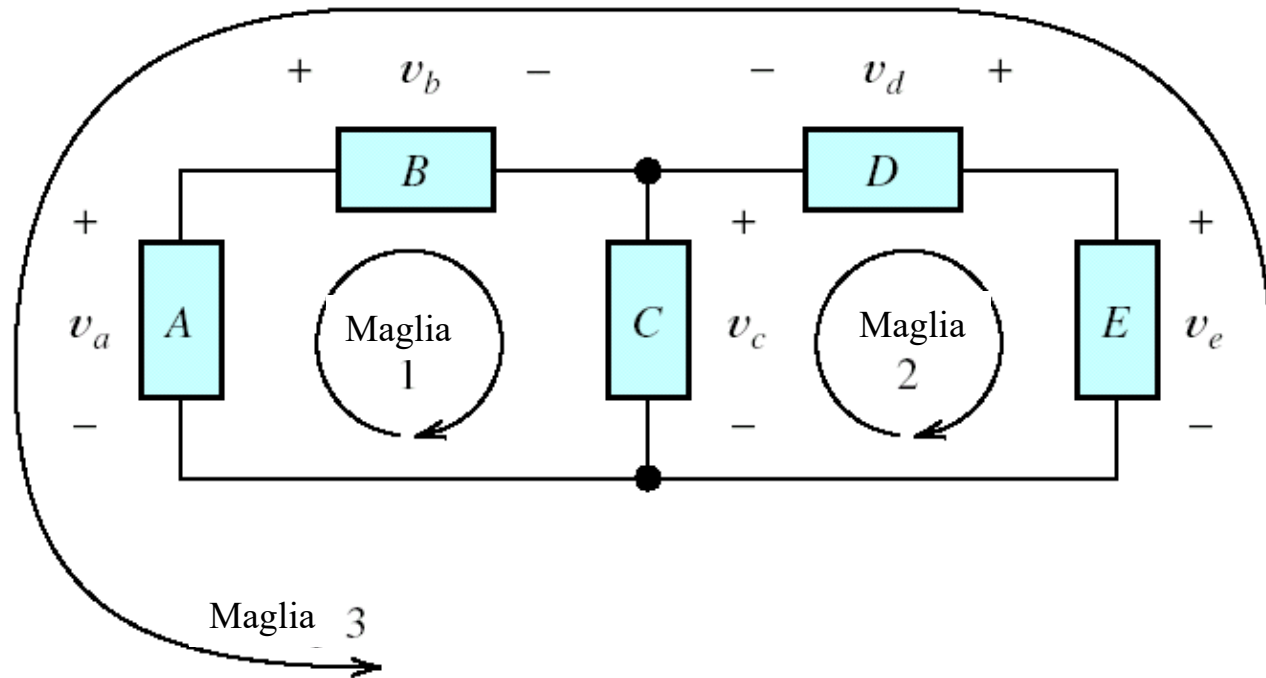 + v_b − − v_d +
B D
+ + +
v_a A Maglia 1 C v_c Maglia 2 E v_e
− − −
Maglia 3